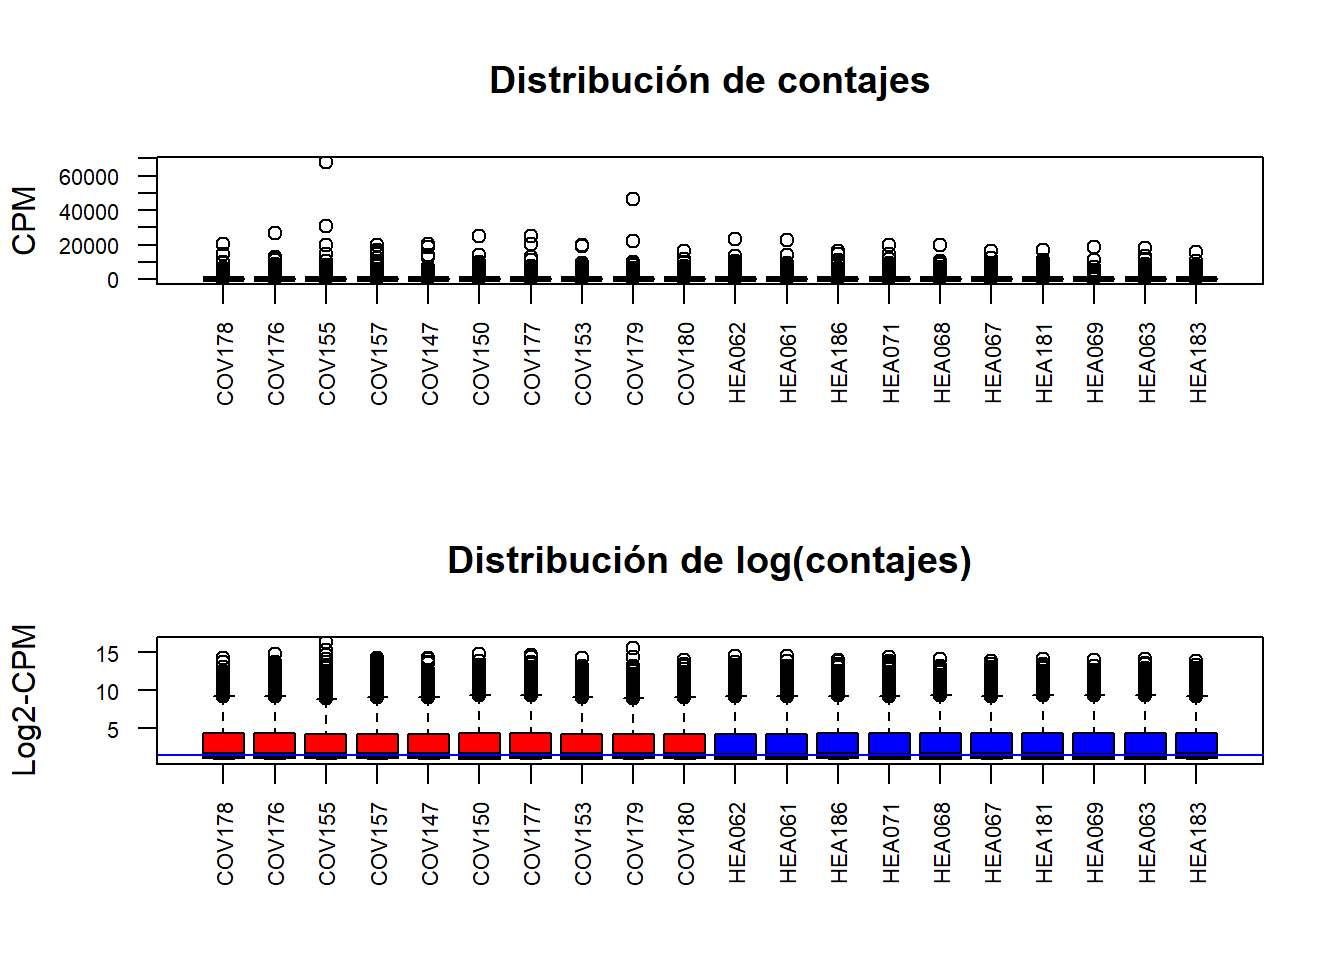 Distribución de contajes
CPM
60000
40000
20000
0
COV178 COV176 COV155 COV157 COV147 COV150 COV177 COV153 COV179 COV180 HEA062 HEA061 HEA186 HEA071 HEA068 HEA067 HEA181 HEA069 HEA063 HEA183
Distribución de log(contajes)
Log2-CPM
15
10
5
COV178 COV176 COV155 COV157 COV147 COV150 COV177 COV153 COV179 COV180 HEA062 HEA061 HEA186 HEA071 HEA068 HEA067 HEA181 HEA069 HEA063 HEA183